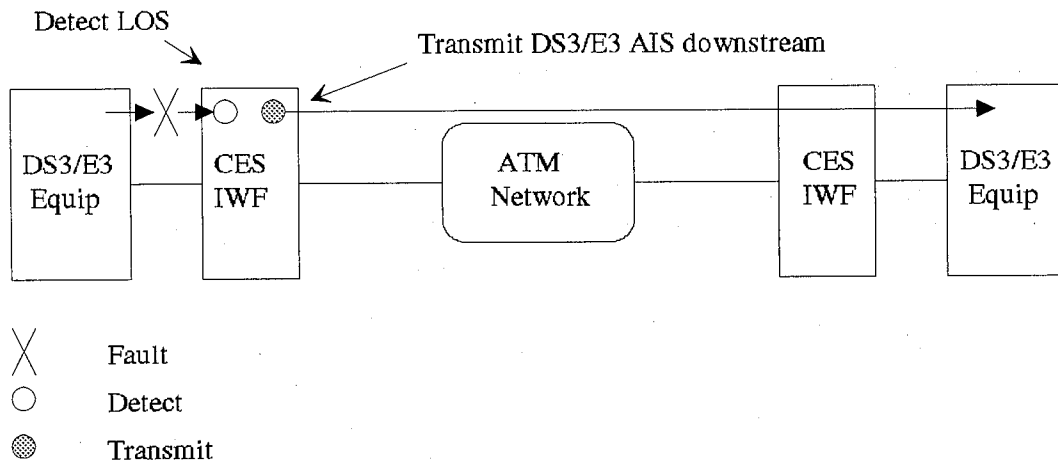 Detect LOS
Transmit DS3/E3 AIS downstream
DS3/E3
Equip
CES
IWF
ATM
Network
CES
IWF
DS3/E3
Equip
Fault
Detect
Transmit